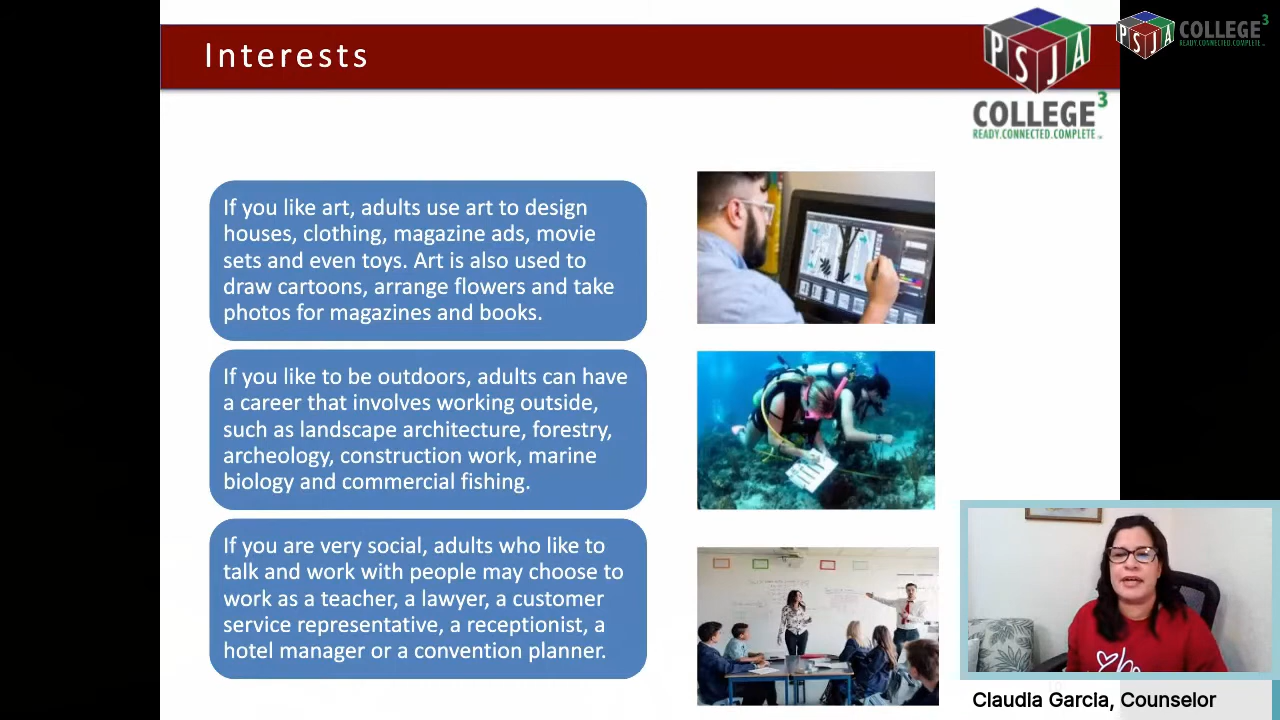 Interests
PSJA
COLLEGE³
READY.CONNECTED.COMPLETE
PSJA
COLLEGE³
READY.CONNECTED.COMPLETE
If you like art, adults use art to design
houses, clothing, magazine ads, movie
sets and even toys. Art is also used to
draw cartoons, arrange flowers and take
photos for magazines and books.
If you like to be outdoors, adults can have
a career that involves working outside,
such as landscape architecture, forestry,
archeology, construction work, marine
biology and commercial fishing.
If you are very social, adults who like to
talk and work with people may choose to
work as a teacher, a lawyer, a customer
service representative, a receptionist, a
hotel manager or a convention planner.
Claudia Garcia, Counselor